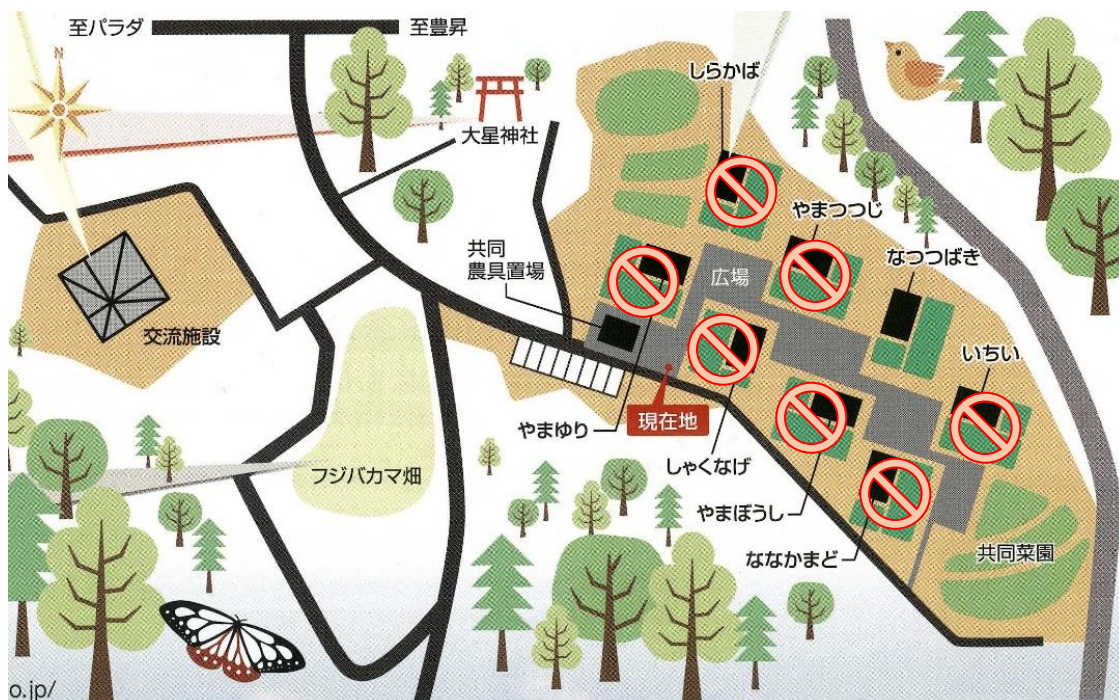 至パラダ
至豊昇
N
大星神社
しらかば
やまつつじ
なつつばき
いちい
共同
農具置場
広場
交流施設
現在地
やまゆり
しゃくなげ
やまぼうし
ななかまど
フジバカマ畑
共同菜園
o.jp/